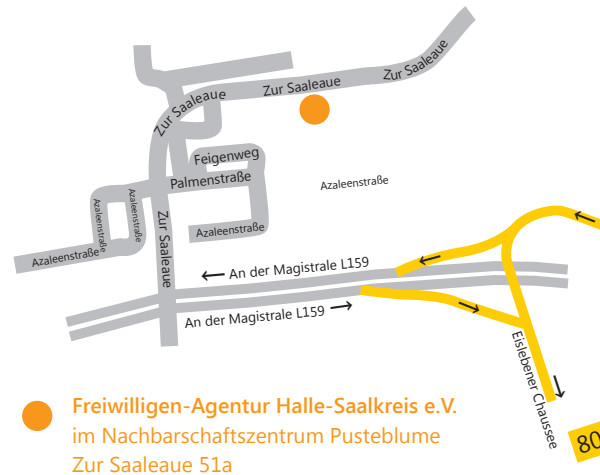 Zur Saaleaue
Zur Saaleaue
Zur Saaleaue
Feigenweg
Palmenstraße
Azaleenstraße
Azaleenstraße
Azaleenstraße
Azaleenstraße
Azaleenstraße
Zur Saaleaue
← An der Magistrale L159
An der Magistrale L159 →
Eislebener Chaussee
80
Freiwilligen-Agentur Halle-Saalkreis e.V.
im Nachbarschaftszentrum Pusteblume
Zur Saaleaue 51a